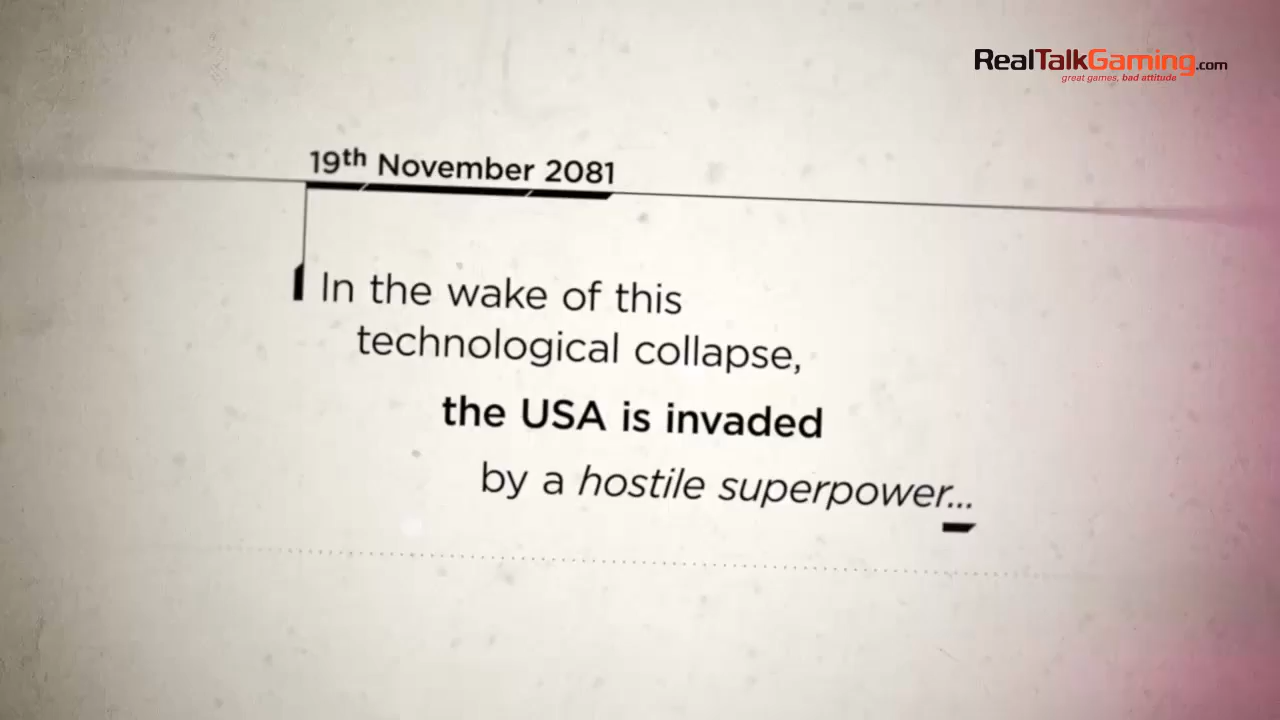 RealTalkGaming.com
great games, bad attitude
19th November 2081
In the wake of this
technological collapse,
the USA is invaded
by a hostile superpower...